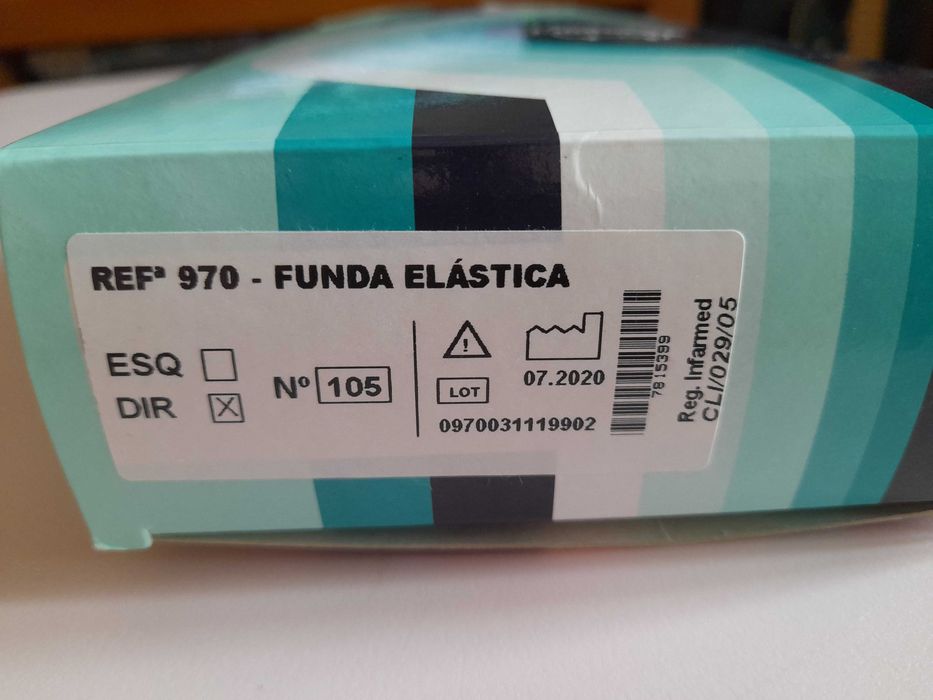 REFª 970 - FUNDA ELÁSTICA
ESQ
DIR X
Nº 105
LOT
07.2020
0970031119902
7815399
Reg. Infarmed
CLI/029/05